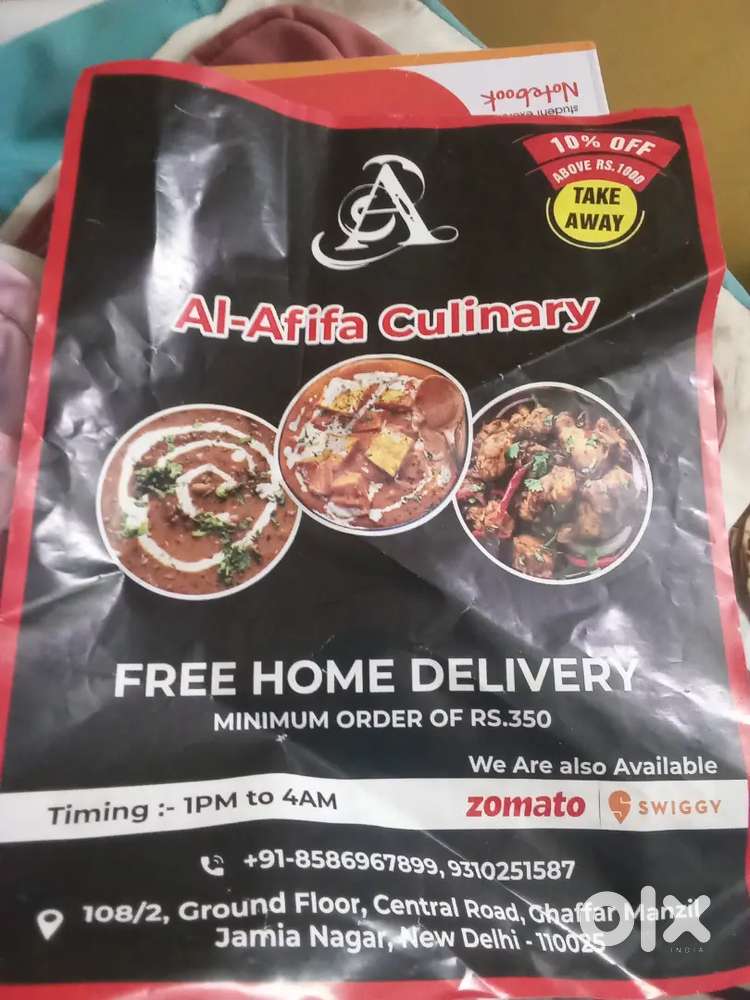 Notebook
10% OFF
ABOVE RS.1000
TAKE
AWAY
A
Al-Afifa Culinary
FREE HOME DELIVERY
MINIMUM ORDER OF RS.350
We Are also Available
Timing :- 1PM to 4AM
zomato | SWIGGY
+91-8586967899, 9310251587
108/2, Ground Floor, Central Road, Ghaffar Manzil
Jamia Nagar, New Delhi - 110025
olx
INDIA